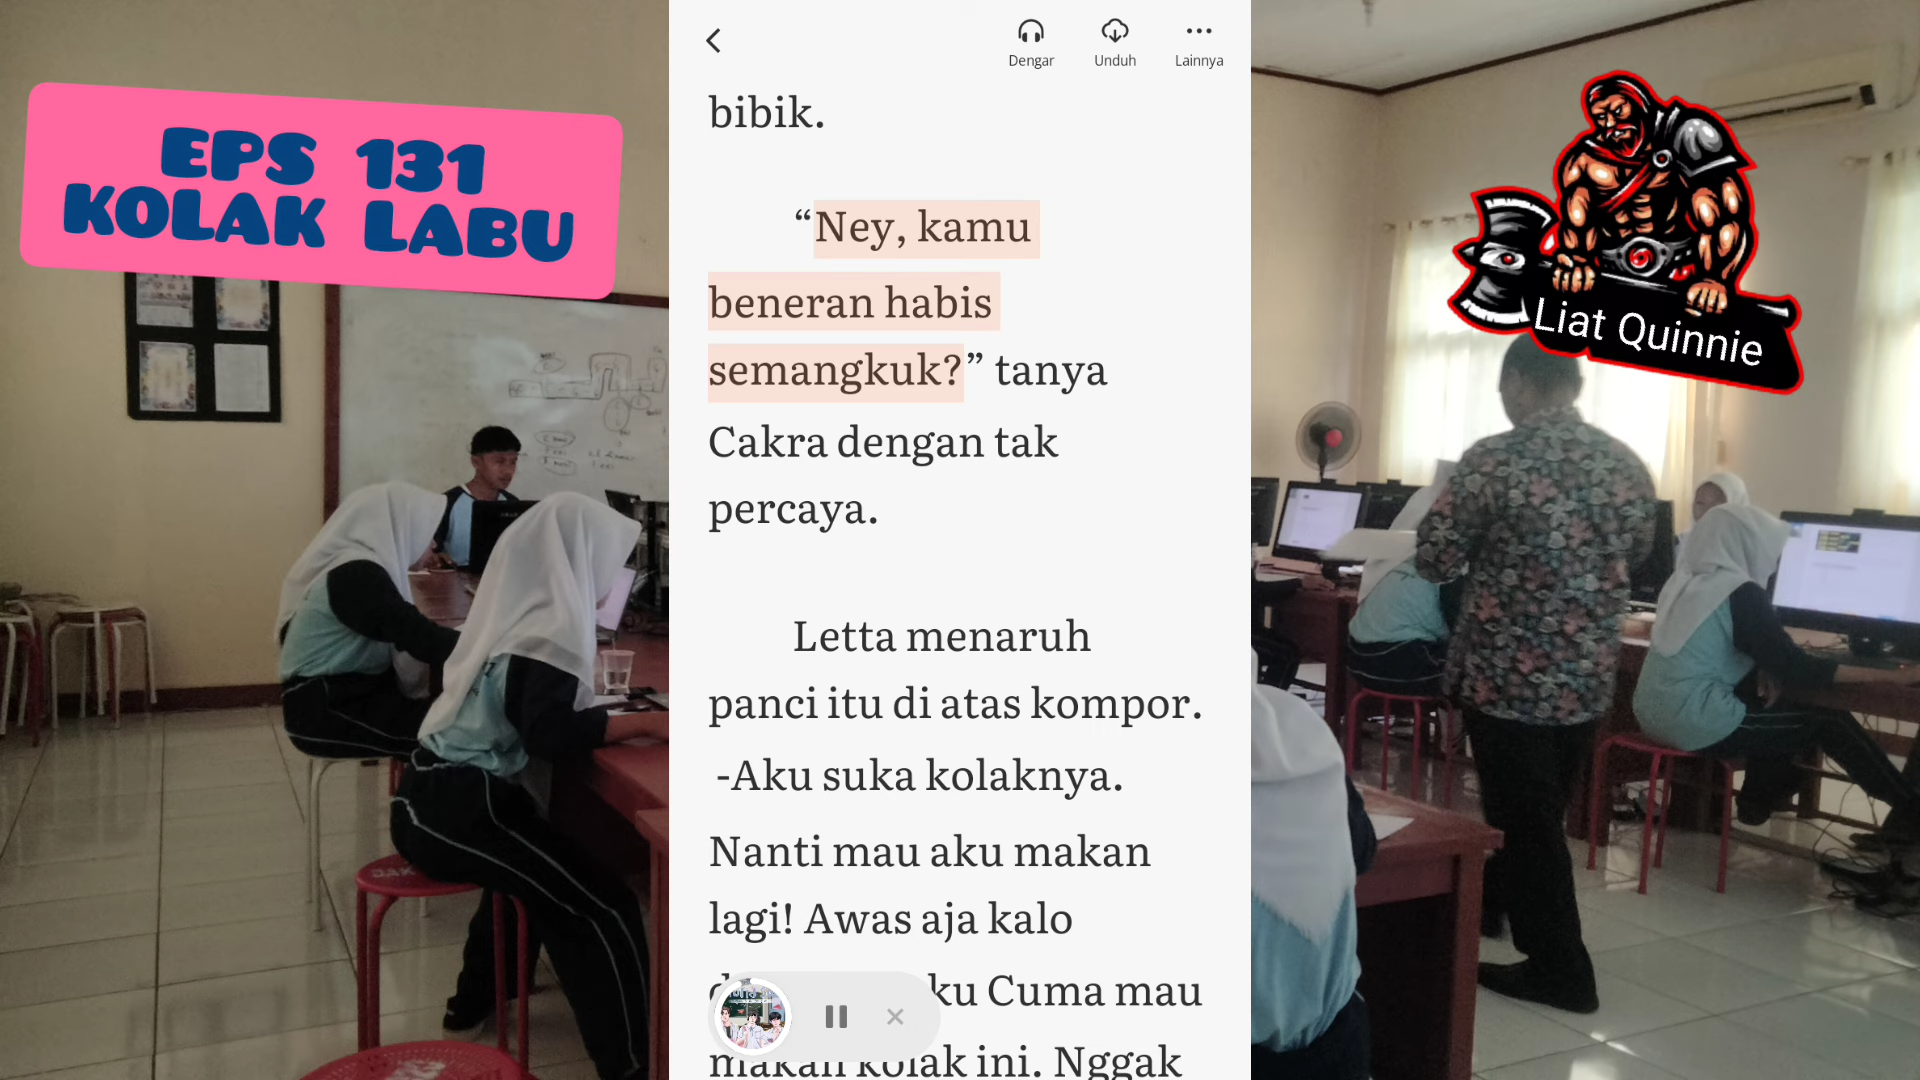 EPS 131
KOLAK LABU
Dengar
Unduh
Lainnya
bibik.
“Ney, kamu
beneran habis
semangkuk?” tanya
Cakra dengan tak
percaya.
Letta menaruh
panci itu di atas kompor.
-Aku suka kolaknya.
Nanti mau aku makan
lagi! Awas aja kalo
ku Cuma mau
makan kolak ini. Nggak
Liat Quinnie